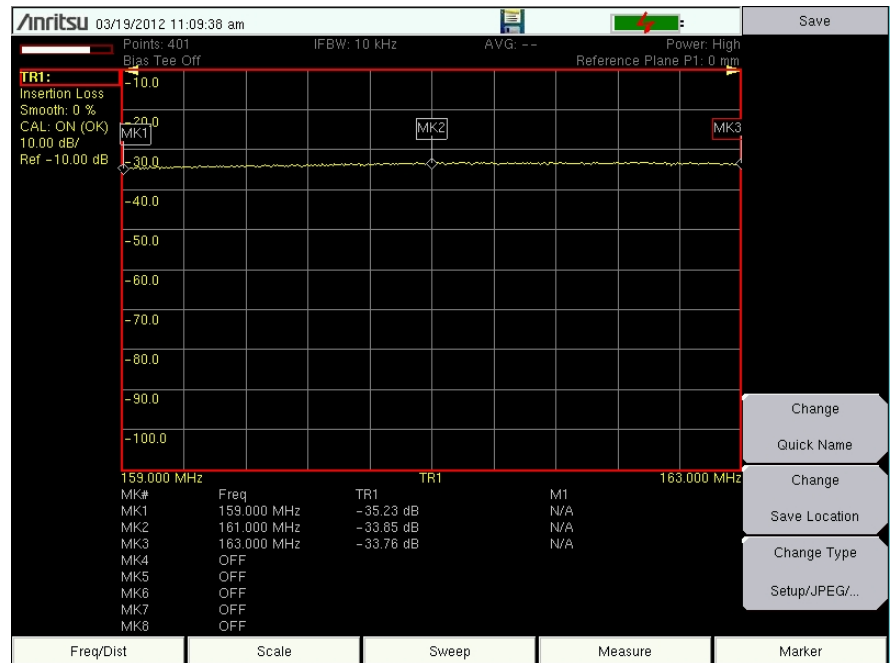 Anritsu 03/19/2012 11:09:38 am
Save
Points: 401 IFBW: 10 kHz AVG: -- Power: High
Bias Tee Off Reference Plane P1: 0 mm
TR1:
Insertion Loss
Smooth: 0 %
CAL: ON (OK)
10.00 dB/
Ref -10.00 dB
-10.0
-20.0
MK1 MK2 MK3
-30.0
-40.0
-50.0
-60.0
-70.0
-80.0
-90.0
-100.0
159.000 MHz TR1 163.000 MHz
MK# Freq TR1 M1
MK1 159.000 MHz -35.23 dB N/A
MK2 161.000 MHz -33.85 dB N/A
MK3 163.000 MHz -33.76 dB N/A
MK4 OFF
MK5 OFF
MK6 OFF
MK7 OFF
MK8 OFF
Change
Quick Name
Change
Save Location
Change Type
Setup/JPEG/...
Freq/Dist Scale Sweep Measure Marker